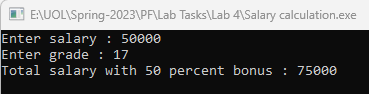 E:\UOL\Spring-2023\PF\Lab Tasks\Lab 4\Salary calculation.exe
Enter salary : 50000
Enter grade : 17
Total salary with 50 percent bonus : 75000